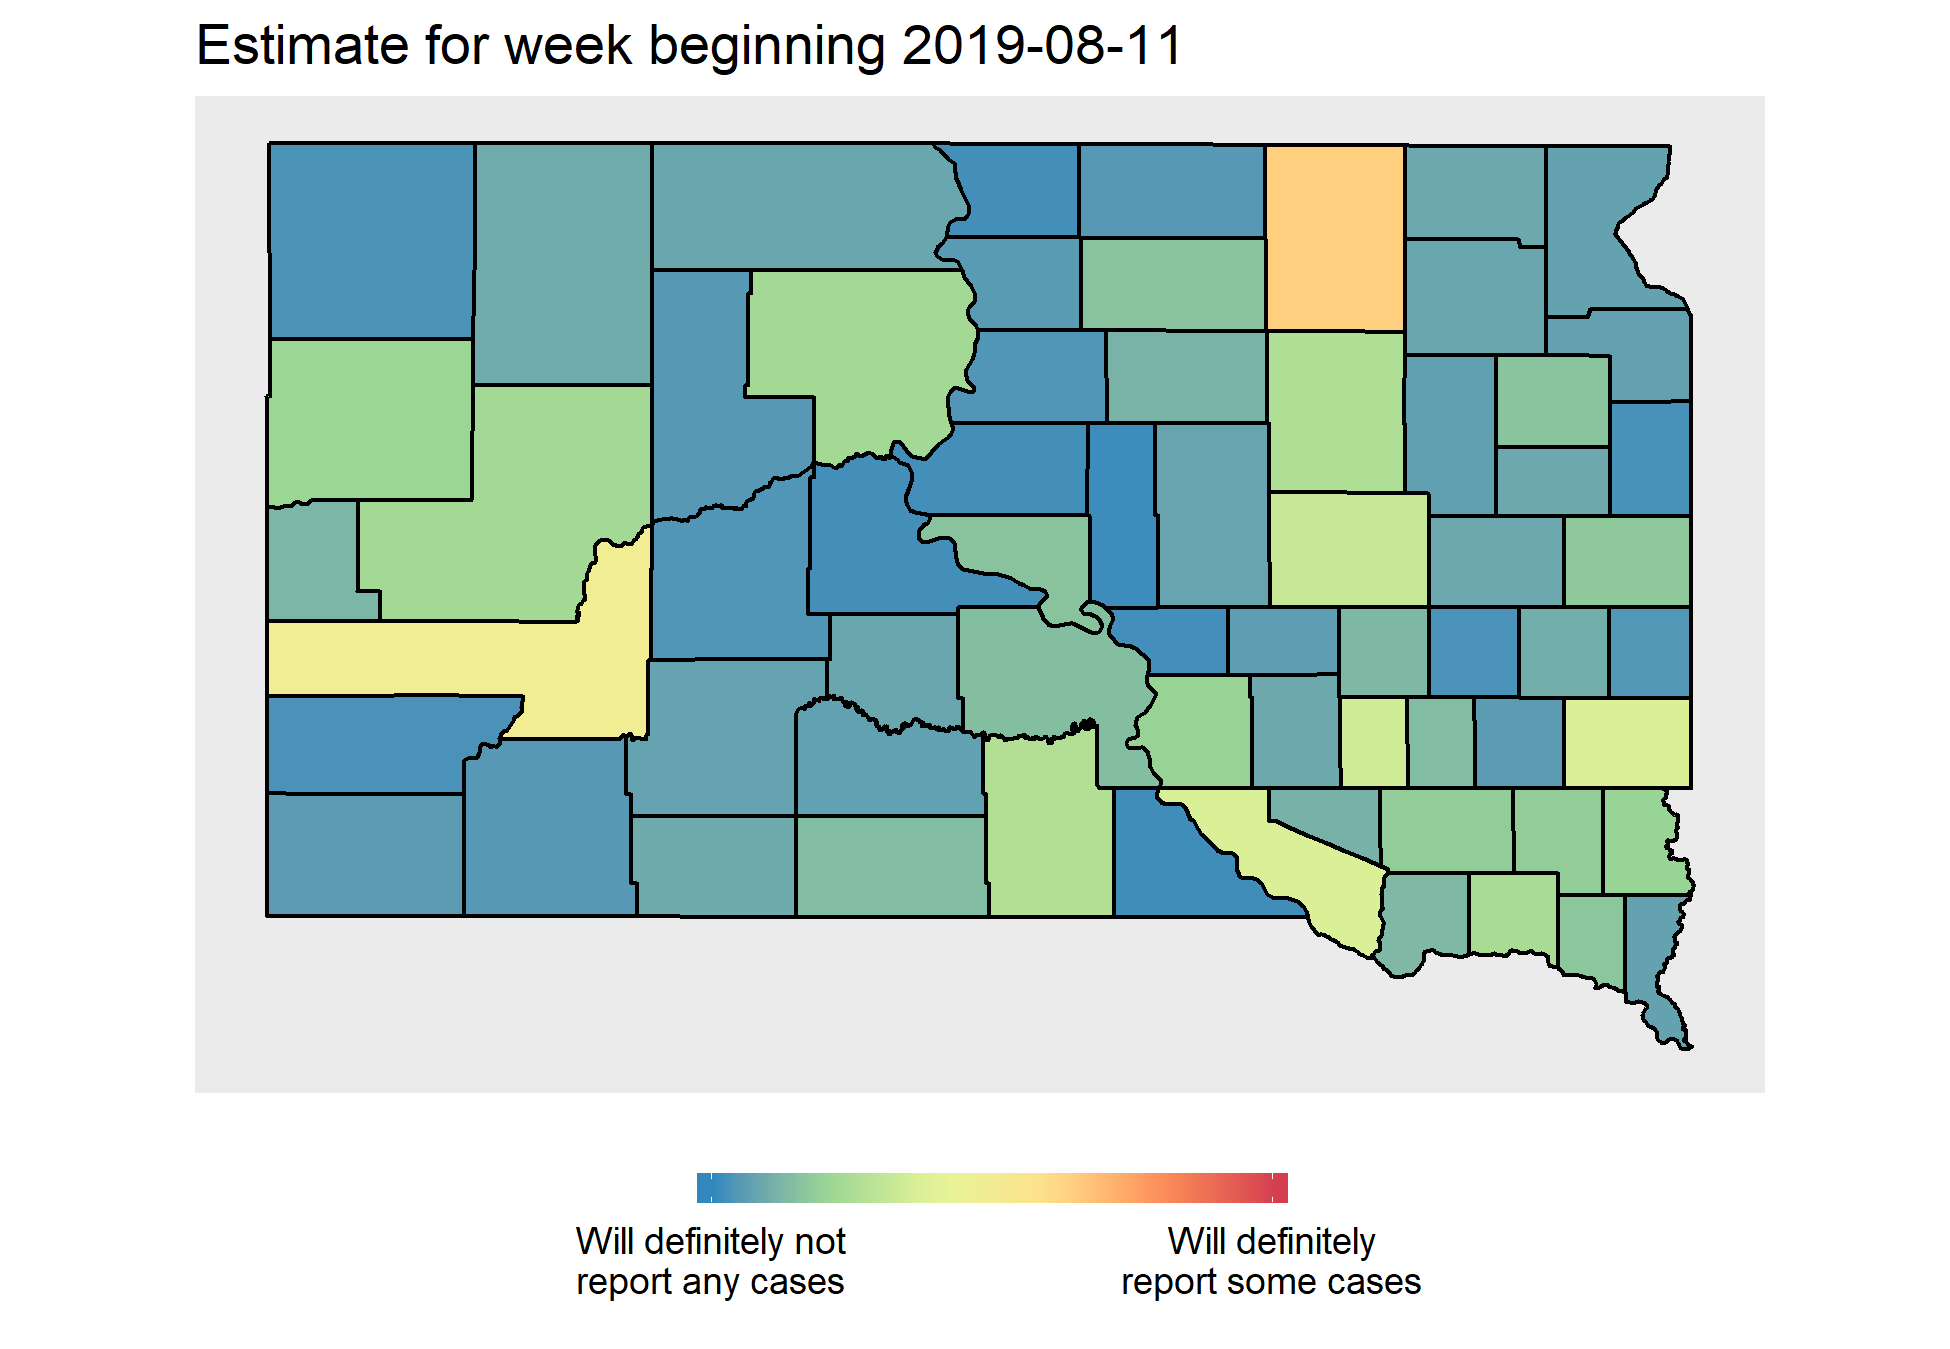 Estimate for week beginning 2019-08-11
Will definitely not
report any cases
Will definitely
report some cases